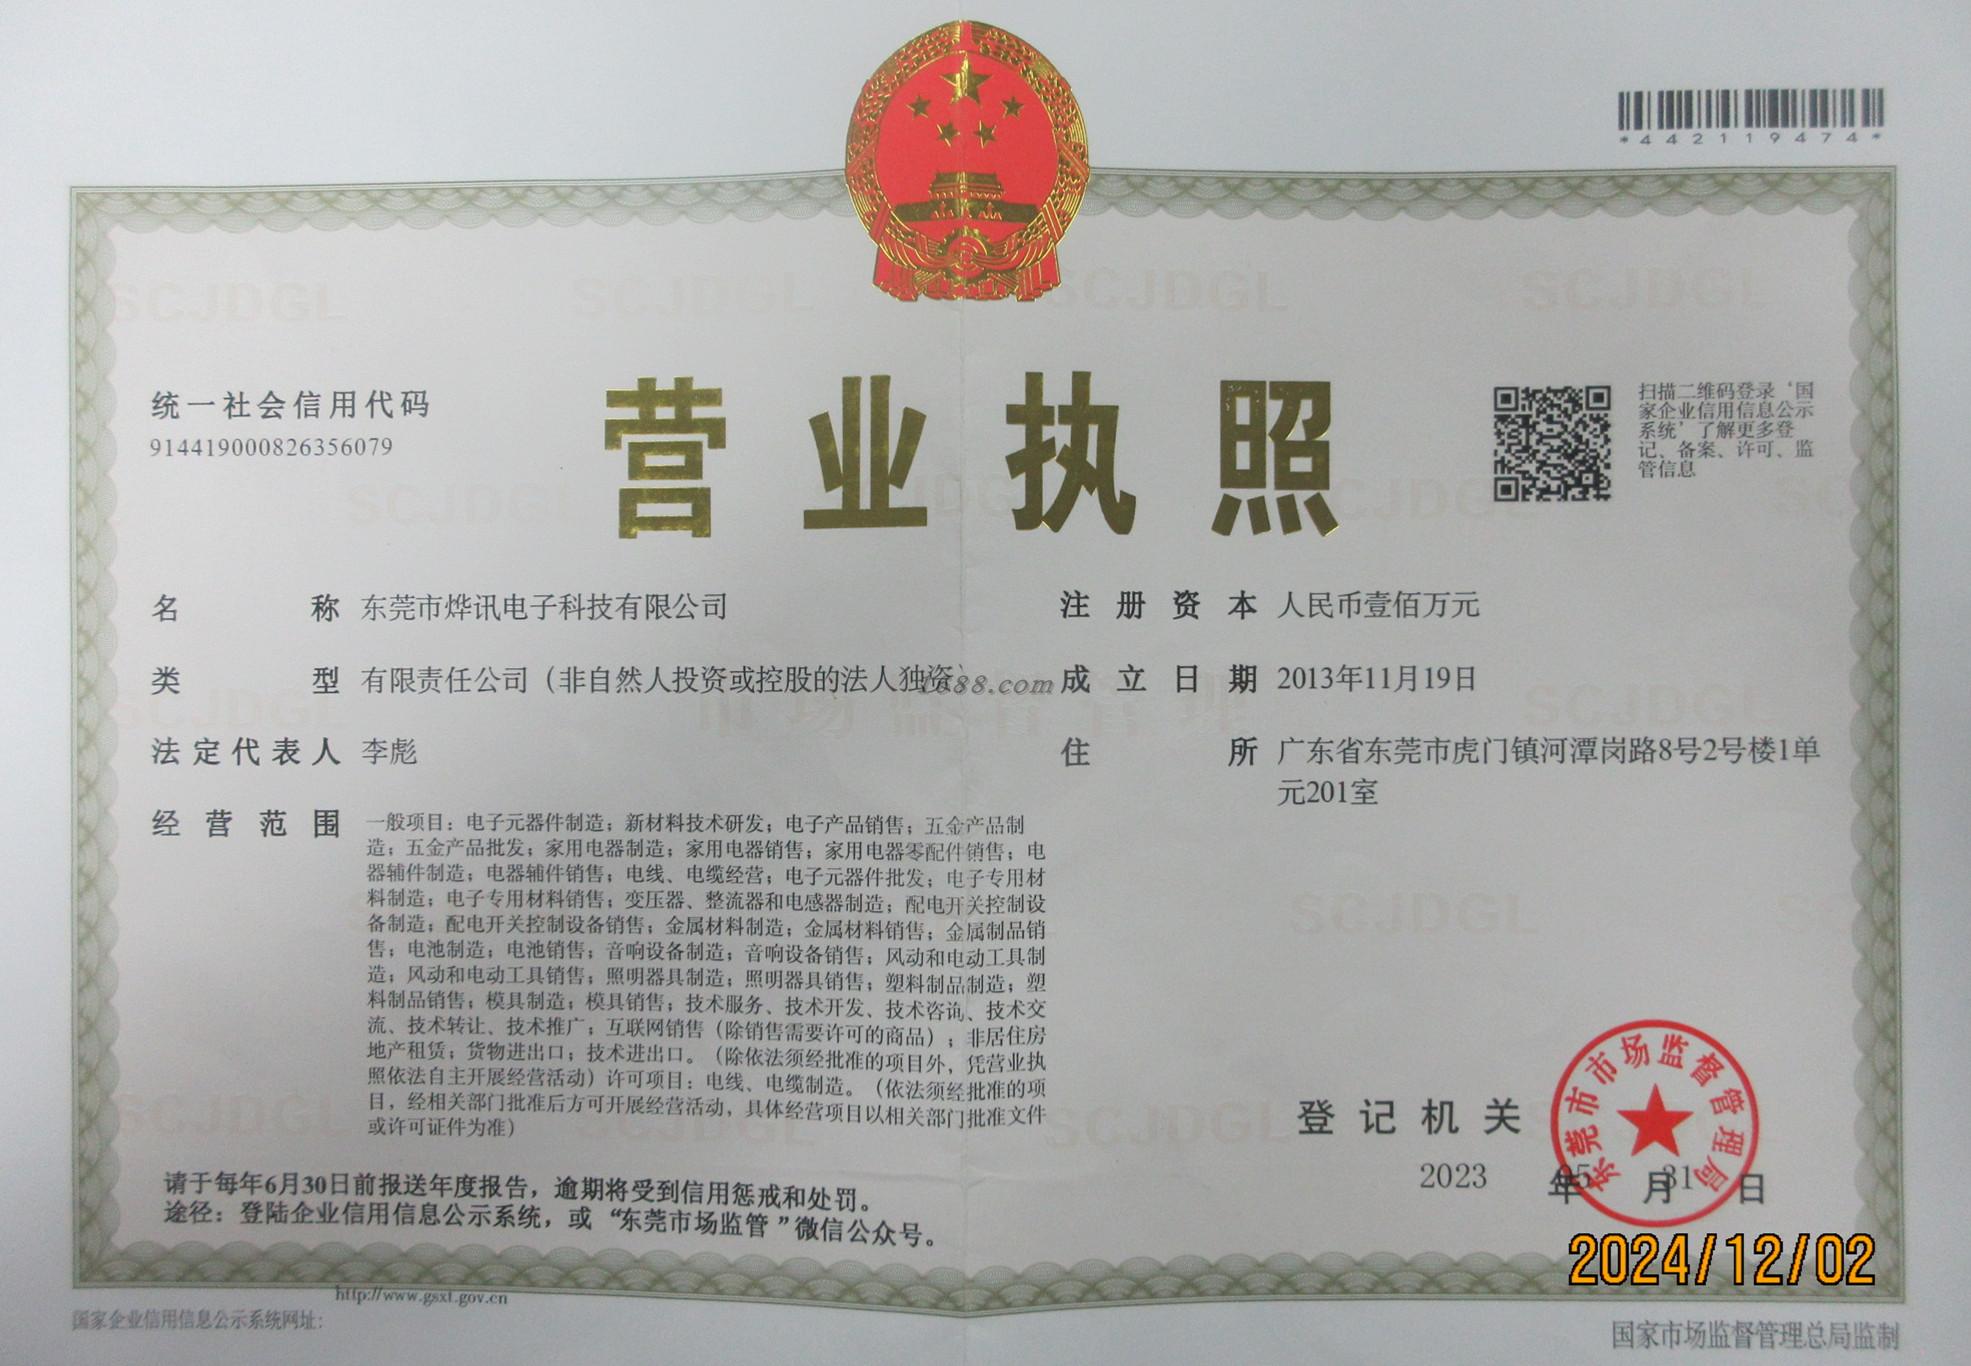 *442119474*
统一社会信用代码
914419000826356079
营业执照
扫描二维码登录‘国
家企业信用信息公示
系统’了解更多登
记、备案、许可、监
管信息
名 称 东莞市烨讯电子科技有限公司
类 型 有限责任公司（非自然人投资或控股的法人独资）
法定代表人 李彪
经营范围 一般项目：电子元器件制造；新材料技术研发；电子产品销售；五金产品制
造；五金产品批发；家用电器制造；家用电器销售；家用电器零配件销售；电
器辅件制造；电器辅件销售；电线、电缆经营；电子元器件批发；电子专用材
料制造；电子专用材料销售；变压器、整流器和电感器制造；配电开关控制设
备制造；配电开关控制设备销售；金属材料制造；金属材料销售；金属制品销
售；电池制造；电池销售；音响设备制造；音响设备销售；风动和电动工具制
造；风动和电动工具销售；照明器具制造；照明器具销售；塑料制品制造；塑
料制品销售；模具制造；模具销售；技术服务、技术开发、技术咨询、技术交
流、技术转让、技术推广；互联网销售（除销售需要许可的商品）；非居住房
地产租赁；货物进出口；技术进出口。（除依法须经批准的项目外，凭营业执
照依法自主开展经营活动）许可项目：电线、电缆制造。（依法须经批准的项
目，经相关部门批准后方可开展经营活动，具体经营项目以相关部门批准文件
或许可证件为准）
注册资本 人民币壹佰万元
成立日期 2013年11月19日
住 所 广东省东莞市虎门镇河潭岗路8号2号楼1单
元201室
1688.com
市场监督管理
SCJDGL
请于每年6月30日前报送年度报告，逾期将受到信用惩戒和处罚。
途径：登陆企业信用信息公示系统，或“东莞市场监管”微信公众号。
登记机关
东莞市市场监督管理局
2023 年 05 月 31 日
2024/12/02
http://www.gsxt.gov.cn
国家企业信用信息公示系统网址：
国家市场监督管理总局监制